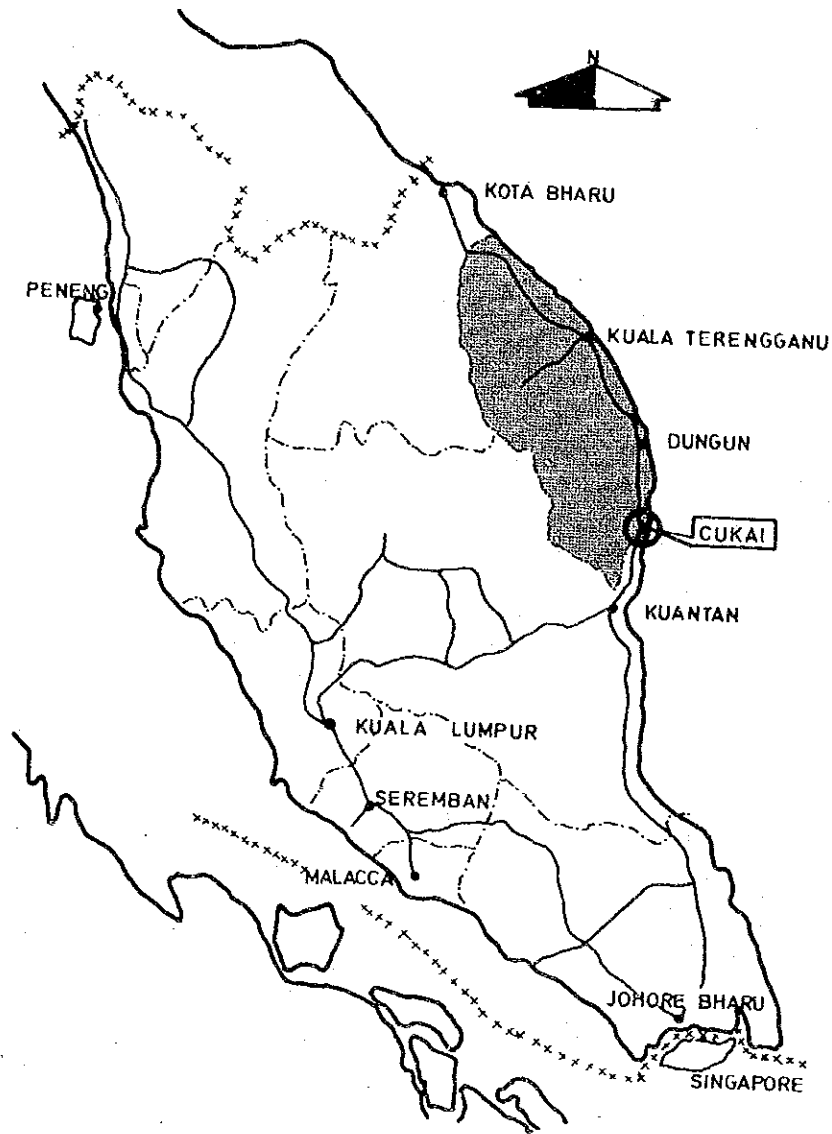 N
KOTA BHARU
PENENG
KUALA TERENGGANU
DUNGUN
CUKAI
KUANTAN
KUALA LUMPUR
SEREMBAN
MALACCA
JOHORE BHARU
SINGAPORE